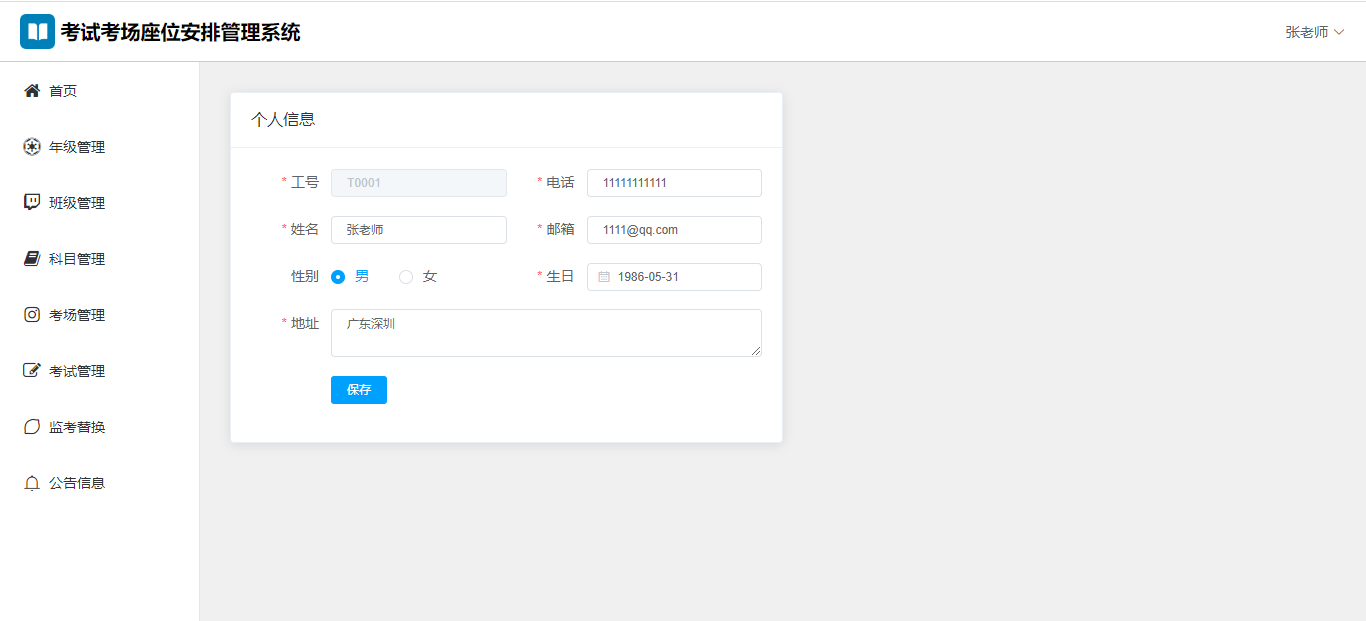 考试考场座位安排管理系统
张老师
首页
年级管理
班级管理
科目管理
考场管理
考试管理
监考替换
公告信息
个人信息
* 工号 T0001 * 电话 11111111111
* 姓名 张老师 * 邮箱 1111@qq.com
性别 男 女 * 生日 1986-05-31
* 地址 广东深圳
保存